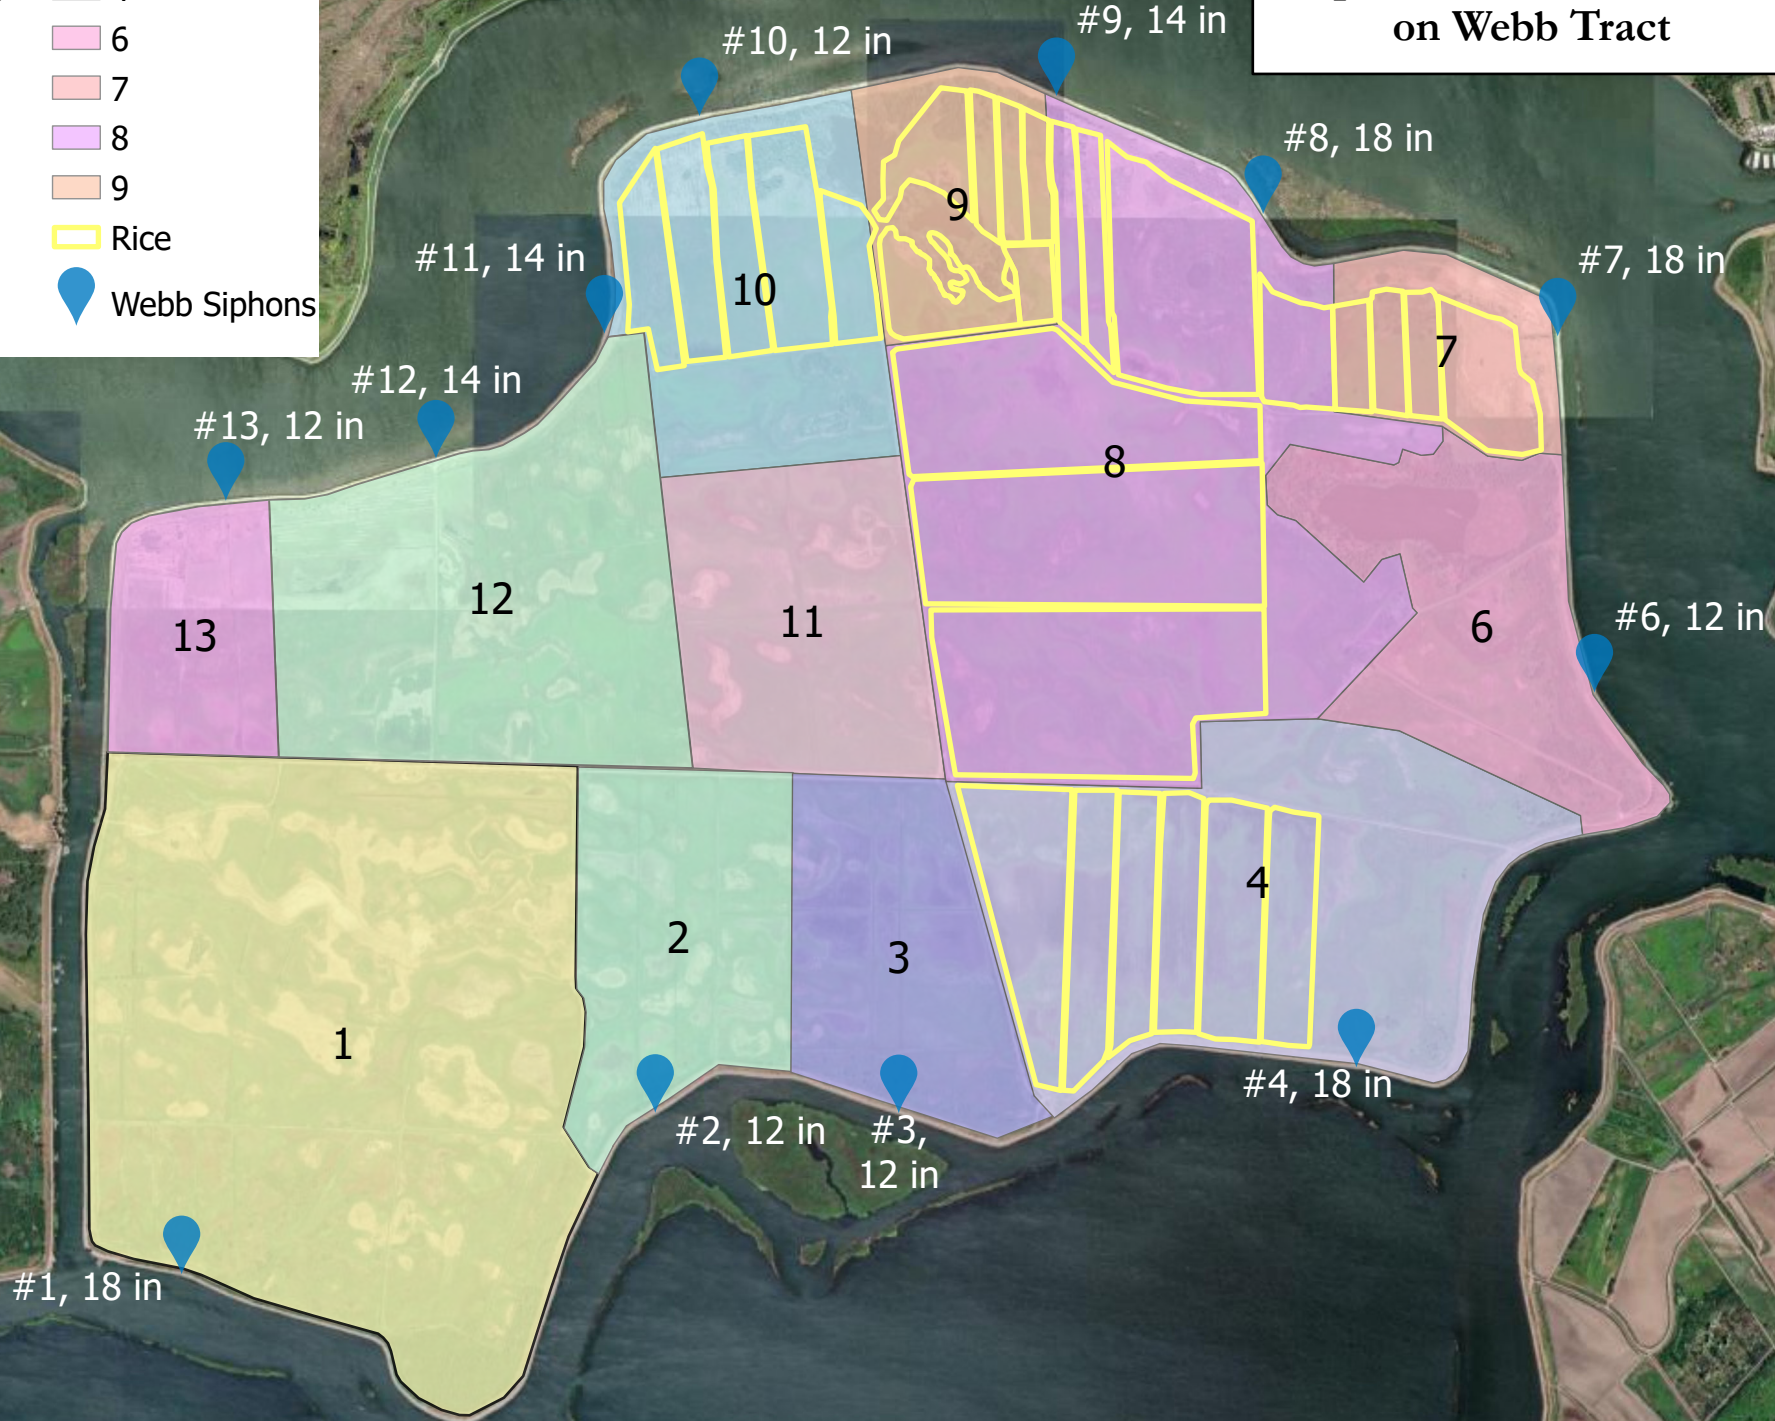 on Webb Tract
6
7
8
9
Rice
Webb Siphons
#10, 12 in
#9, 14 in
#8, 18 in
#7, 18 in
#11, 14 in
#12, 14 in
#13, 12 in
#6, 12 in
9
10
7
8
12
11
13
6
4
2
3
1
#4, 18 in
#2, 12 in
#3,
12 in
#1, 18 in